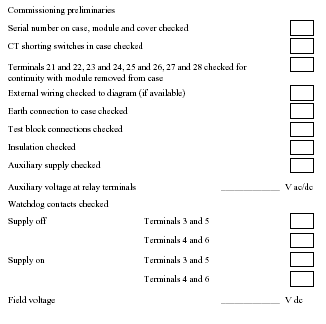 Commissioning preliminaries
Serial number on case, module and cover checked
CT shorting switches in case checked
Terminals 21 and 22, 23 and 24, 25 and 26, 27 and 28 checked for
continuity with module removed from case
External wiring checked to diagram (if available)
Earth connection to case checked
Test block connections checked
Insulation checked
Auxiliary supply checked
Auxiliary voltage at relay terminals V ac/dc
Watchdog contacts checked
Supply off Terminals 3 and 5
Terminals 4 and 6
Supply on Terminals 3 and 5
Terminals 4 and 6
Field voltage V dc